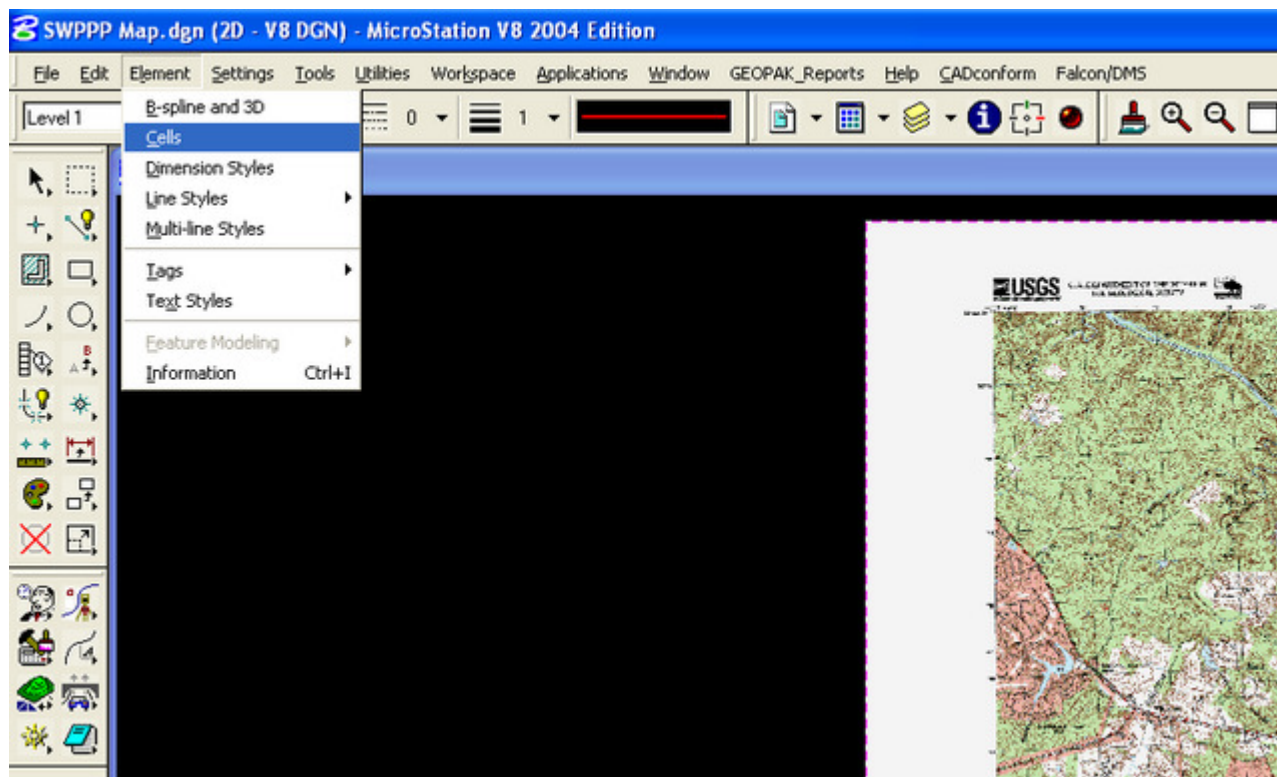 SWPPP Map.dgn (2D - V8 DGN) - MicroStation V8 2004 Edition
File Edit Element Settings Tools Utilities Workspace Applications Window GEOPAK_Reports Help CADconform Falcon/DMS
Level 1 0 1
B-spline and 3D
Cells
Dimension Styles
Line Styles
Multi-line Styles
Tags
Text Styles
Feature Modeling
Information Ctrl+I
USGS